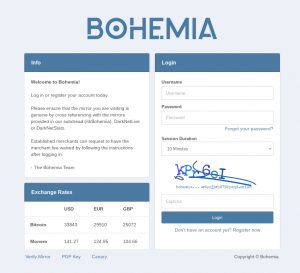 BOHEMIA
Info
Welcome to Bohemia!
Log in or register your account today.
Please ensure that the mirror you are visiting is
genuine by cross referencing with the mirrors
provided in our subdread (/d/Bohemia), DarkNetLive
or DarkNetStats.
Established merchants can request to have the
merchant fee waived by following the instructions
after logging in.
- The Bohemia Team
Exchange Rates
USD EUR GBP
Bitcoin 33843 29910 25072
Monero 141.27 124.85 104.66
Login
Username
Username
Password
Password
Forgot your password?
Session Duration
10 Minutes
Captcha
Login
Don't have an account yet? Register now
Verify Mirror PGP Key Canary
Copyright © Bohemia